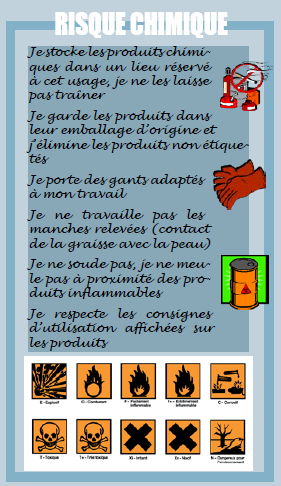 RISQUE CHIMIQUE
Je stocke les produits chimi-
ques dans un lieu réservé
à cet usage, je ne les laisse
pas traîner
Je garde les produits dans
leur emballage d'origine et
j'élimine les produits non étique-
tés
Je porte des gants adaptés
à mon travail
Je ne travaille pas les
manches relevées (contact
de la graisse avec la peau)
Je ne soude pas, je ne meu-
le pas à proximité des pro-
duits inflammables
Je respecte les consignes
d'utilisation affichées sur
les produits
E - Explosif
O - Comburant
F - Facilement
inflammable
F+ - Extrêmement
inflammable
C - Corrosif
T - Toxique
T+ - Très toxique
Xi - Irritant
Xn - Nocif
N - Dangereux pour
l'environnement